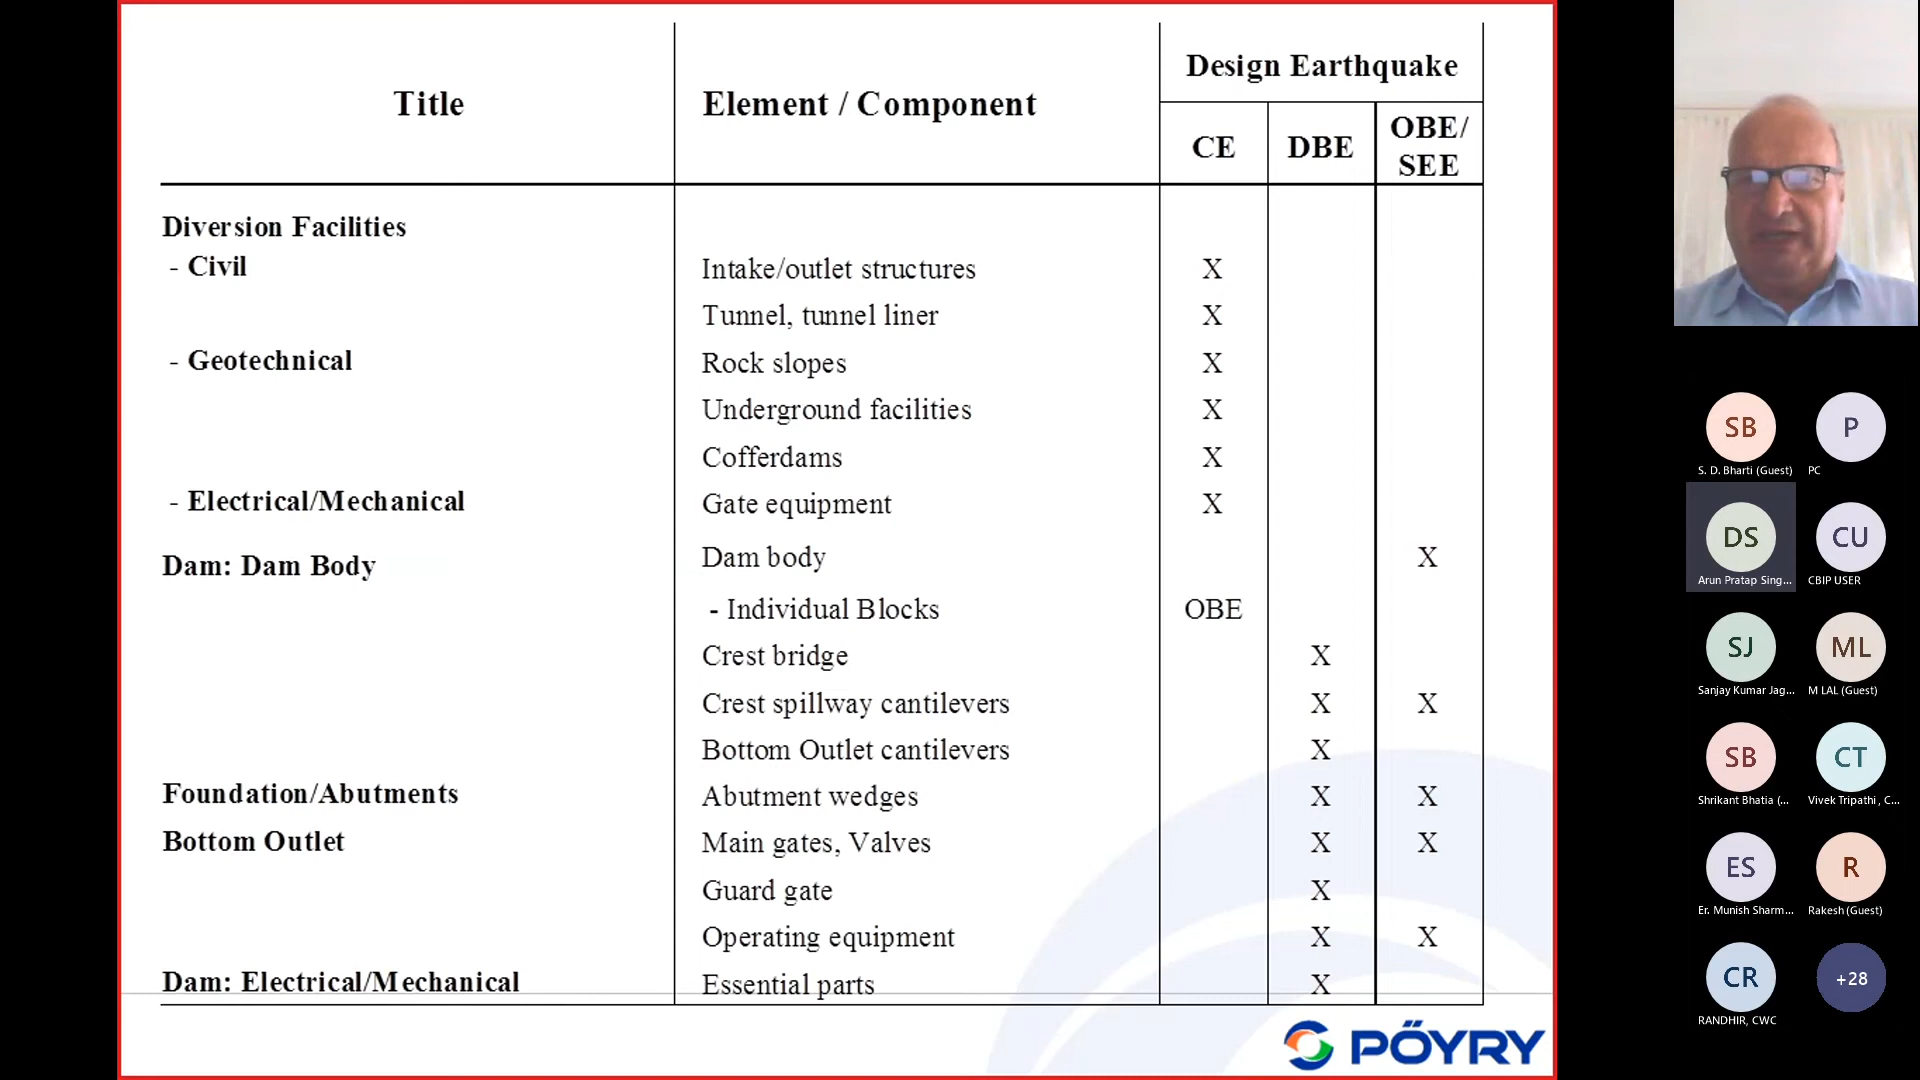 Title
Element / Component
Design Earthquake
CE
DBE
OBE/
SEE
Diversion Facilities
- Civil
Intake/outlet structures X
Tunnel, tunnel liner X
- Geotechnical
Rock slopes X
Underground facilities X
Cofferdams X
- Electrical/Mechanical
Gate equipment X
Dam: Dam Body
Dam body X
- Individual Blocks OBE
Crest bridge X
Crest spillway cantilevers X X
Bottom Outlet cantilevers X
Foundation/Abutments
Abutment wedges X X
Bottom Outlet
Main gates, Valves X X
Guard gate X
Operating equipment X X
Dam: Electrical/Mechanical
Essential parts X
PŐYRY
SB
S. D. Bharti (Guest)
P
PC
DS
Arun Pratap Sing...
CU
CBIP USER
SJ
Sanjay Kumar Jag...
ML
M LAL (Guest)
SB
Shrikant Bhatia (...
CT
Vivek Tripathi , C...
ES
Er. Munish Sharm...
R
Rakesh (Guest)
CR
RANDHIR, CWC
+28